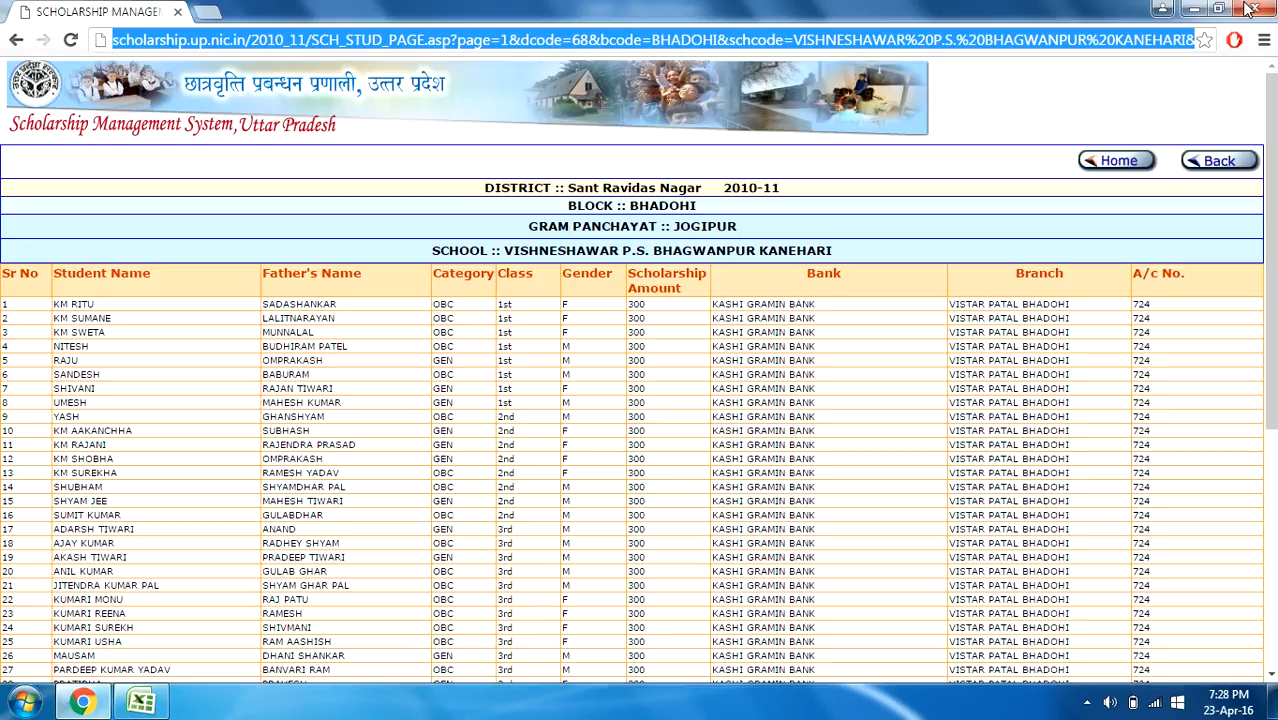 SCHOLARSHIP MANAGEM
scholarship.up.nic.in/2010_11/SCH_STUD_PAGE.asp?page=1&dcode=68&bcode=BHADOHI&schcode=VISHNESHAWAR%20P.S.%20BHAGWANPUR%20KANEHARI&
छात्रवृत्ति प्रबन्धन प्रणाली, उत्तर प्रदेश
Scholarship Management System,Uttar Pradesh
Home Back
DISTRICT :: Sant Ravidas Nagar 2010-11
BLOCK :: BHADOHI
GRAM PANCHAYAT :: JOGIPUR
SCHOOL :: VISHNESHAWAR P.S. BHAGWANPUR KANEHARI
Sr No Student Name Father's Name Category Class Gender Scholarship Amount Bank Branch A/c No.
1 KM RITU SADASHANKAR OBC 1st F 300 KASHI GRAMIN BANK VISTAR PATAL BHADOHI 724
2 KM SUMANE LALITNARAYAN OBC 1st F 300 KASHI GRAMIN BANK VISTAR PATAL BHADOHI 724
3 KM SWETA MUNNALAL OBC 1st F 300 KASHI GRAMIN BANK VISTAR PATAL BHADOHI 724
4 NITESH BUDHIRAM PATEL OBC 1st M 300 KASHI GRAMIN BANK VISTAR PATAL BHADOHI 724
5 RAJU OMPRAKASH GEN 1st M 300 KASHI GRAMIN BANK VISTAR PATAL BHADOHI 724
6 SANDESH BABURAM OBC 1st M 300 KASHI GRAMIN BANK VISTAR PATAL BHADOHI 724
7 SHIVANI RAJAN TIWARI GEN 1st F 300 KASHI GRAMIN BANK VISTAR PATAL BHADOHI 724
8 UMESH MAHESH KUMAR GEN 1st M 300 KASHI GRAMIN BANK VISTAR PATAL BHADOHI 724
9 YASH GHANSHYAM OBC 2nd M 300 KASHI GRAMIN BANK VISTAR PATAL BHADOHI 724
10 KM AAKANCHHA SUBHASH GEN 2nd F 300 KASHI GRAMIN BANK VISTAR PATAL BHADOHI 724
11 KM RAJANI RAJENDRA PRASAD GEN 2nd F 300 KASHI GRAMIN BANK VISTAR PATAL BHADOHI 724
12 KM SHOBHA OMPRAKASH GEN 2nd F 300 KASHI GRAMIN BANK VISTAR PATAL BHADOHI 724
13 KM SUREKHA RAMESH YADAV OBC 2nd F 300 KASHI GRAMIN BANK VISTAR PATAL BHADOHI 724
14 SHUBHAM SHYAMDHAR PAL OBC 2nd M 300 KASHI GRAMIN BANK VISTAR PATAL BHADOHI 724
15 SHYAM JEE MAHESH TIWARI GEN 2nd M 300 KASHI GRAMIN BANK VISTAR PATAL BHADOHI 724
16 SUMIT KUMAR GULABDHAR OBC 2nd M 300 KASHI GRAMIN BANK VISTAR PATAL BHADOHI 724
17 ADARSH TIWARI ANAND GEN 3rd M 300 KASHI GRAMIN BANK VISTAR PATAL BHADOHI 724
18 AJAY KUMAR RADHEY SHYAM OBC 3rd M 300 KASHI GRAMIN BANK VISTAR PATAL BHADOHI 724
19 AKASH TIWARI PRADEEP TIWARI GEN 3rd M 300 KASHI GRAMIN BANK VISTAR PATAL BHADOHI 724
20 ANIL KUMAR GULAB GHAR OBC 3rd M 300 KASHI GRAMIN BANK VISTAR PATAL BHADOHI 724
21 JITENDRA KUMAR PAL SHYAM GHAR PAL OBC 3rd M 300 KASHI GRAMIN BANK VISTAR PATAL BHADOHI 724
22 KUMARI MONU RAJ PATU OBC 3rd F 300 KASHI GRAMIN BANK VISTAR PATAL BHADOHI 724
23 KUMARI REENA RAMESH OBC 3rd F 300 KASHI GRAMIN BANK VISTAR PATAL BHADOHI 724
24 KUMARI SUREKH SHIVMANI OBC 3rd F 300 KASHI GRAMIN BANK VISTAR PATAL BHADOHI 724
25 KUMARI USHA RAM AASHISH OBC 3rd F 300 KASHI GRAMIN BANK VISTAR PATAL BHADOHI 724
26 MAUSAM DHANI SHANKAR GEN 3rd M 300 KASHI GRAMIN BANK VISTAR PATAL BHADOHI 724
27 PARDEEP KUMAR YADAV BANVARI RAM OBC 3rd M 300 KASHI GRAMIN BANK VISTAR PATAL BHADOHI 724
7:28 PM
23-Apr-16